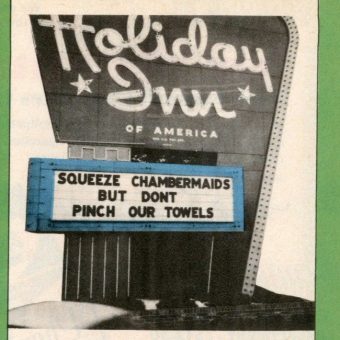 Holiday
Inn
OF AMERICA
SQUEEZE CHAMBERMAIDS
BUT DONT
PINCH OUR TOWELS